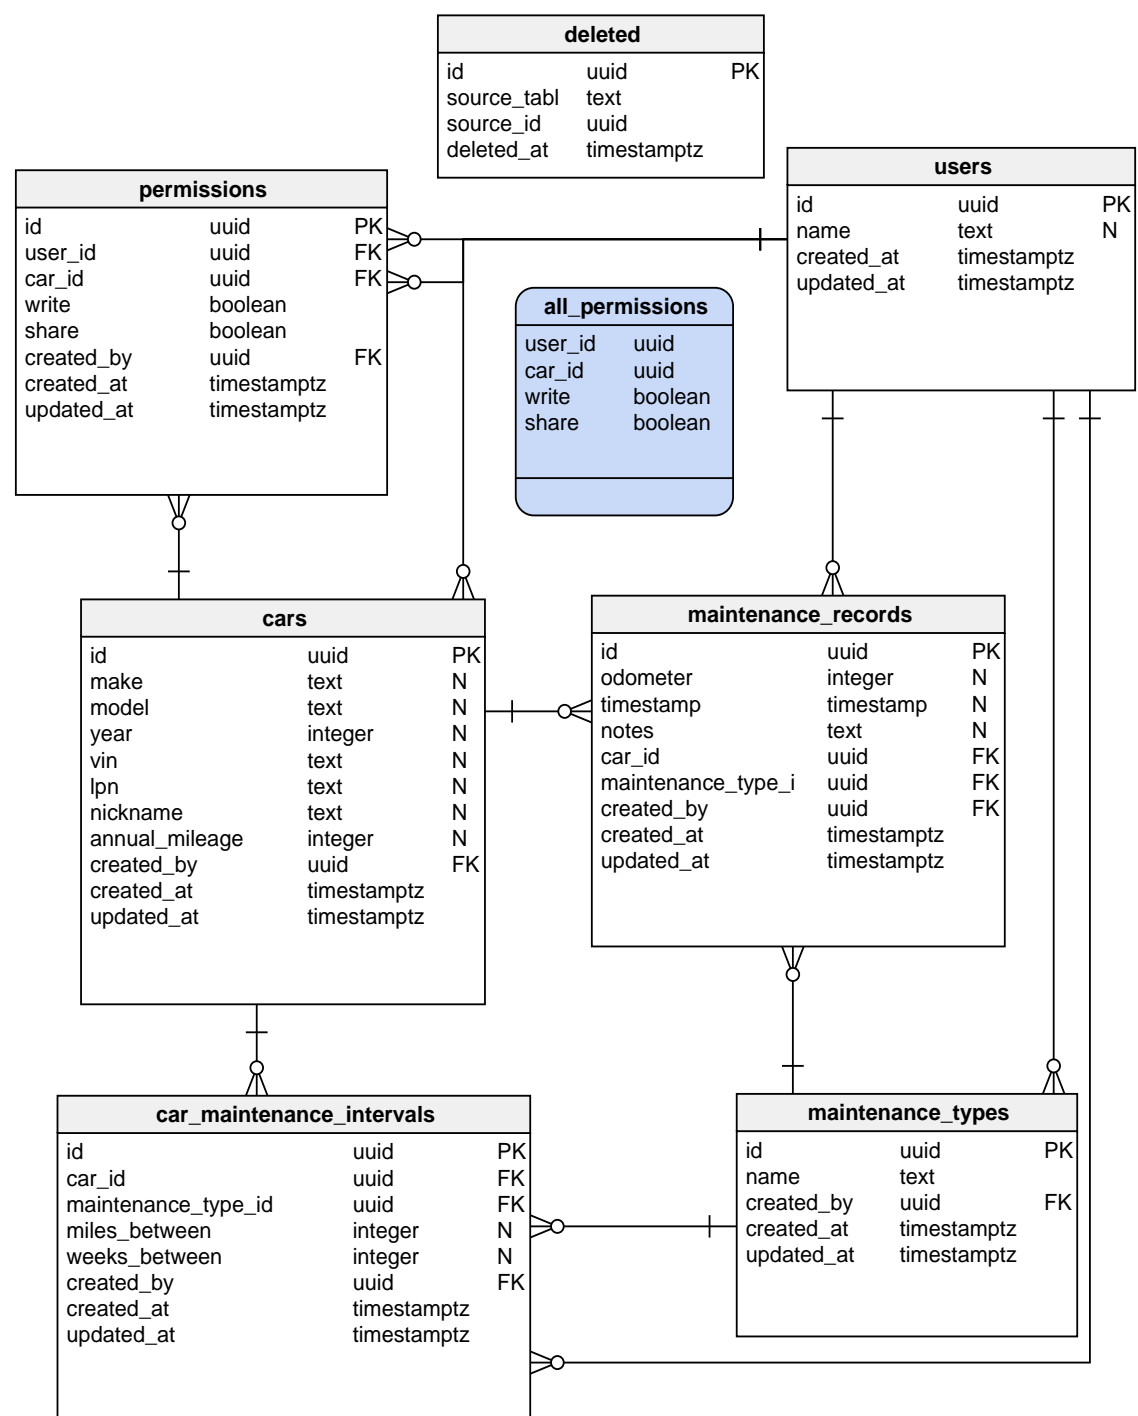 deleted
id uuid PK
source_tabl text
source_id uuid
deleted_at timestamptz
permissions
id uuid PK
user_id uuid FK
car_id uuid FK
write boolean
share boolean
created_by uuid FK
created_at timestamptz
updated_at timestamptz
users
id uuid PK
name text N
created_at timestamptz
updated_at timestamptz
all_permissions
user_id uuid
car_id uuid
write boolean
share boolean
cars
id uuid PK
make text N
model text N
year integer N
vin text N
lpn text N
nickname text N
annual_mileage integer N
created_by uuid FK
created_at timestamptz
updated_at timestamptz
maintenance_records
id uuid PK
odometer integer N
timestamp timestamp N
notes text N
car_id uuid FK
maintenance_type_i uuid FK
created_by uuid FK
created_at timestamptz
updated_at timestamptz
car_maintenance_intervals
id uuid PK
car_id uuid FK
maintenance_type_id uuid FK
miles_between integer N
weeks_between integer N
created_by uuid FK
created_at timestamptz
updated_at timestamptz
maintenance_types
id uuid PK
name text
created_by uuid FK
created_at timestamptz
updated_at timestamptz